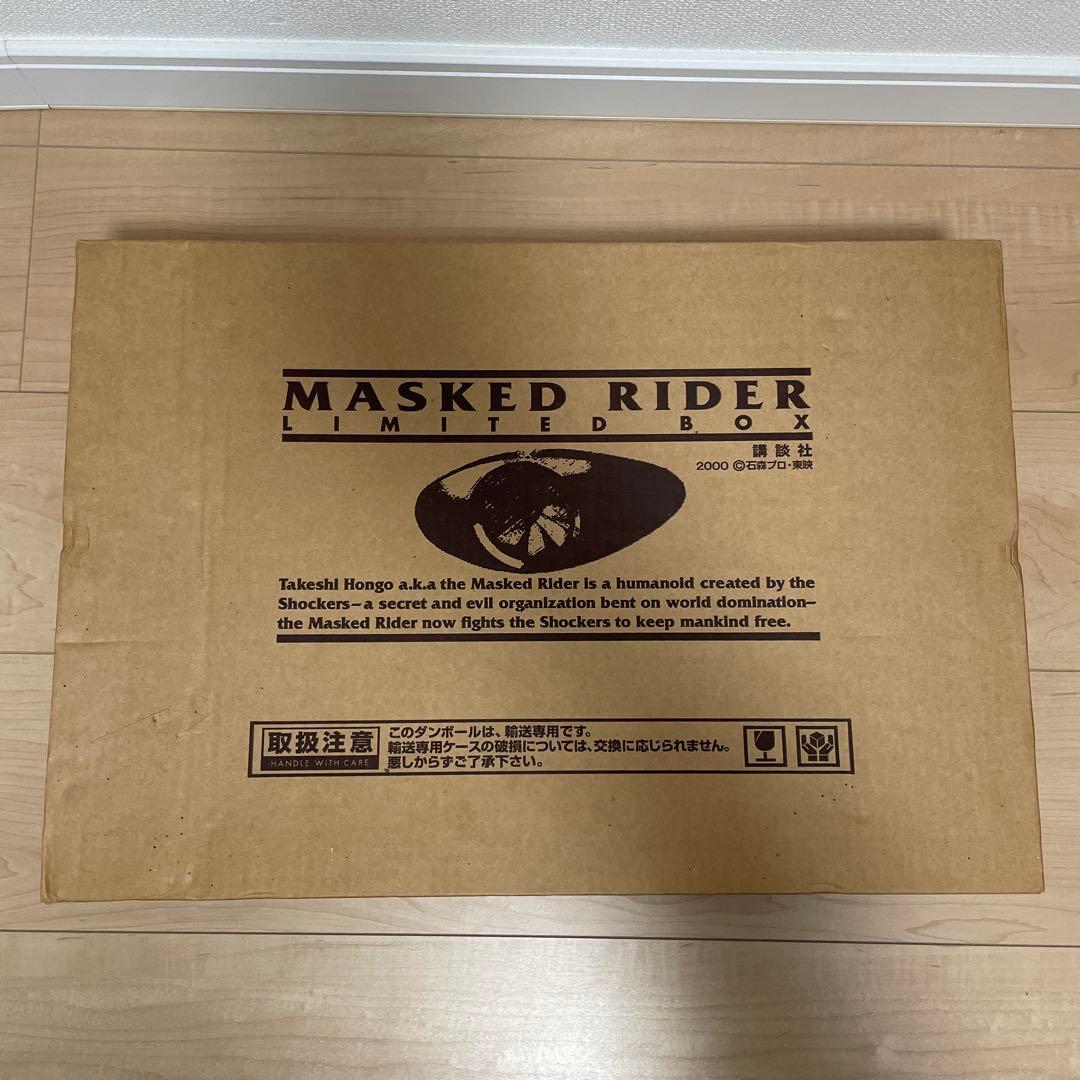 MASKED RIDER
LIMITED BOX
講談社
2000 ©石森プロ・東映
Takeshi Hongo a.k.a the Masked Rider is a humanoid created by the
Shockers—a secret and evil organization bent on world domination—
the Masked Rider now fights the Shockers to keep mankind free.
取扱注意
HANDLE WITH CARE
このダンボールは、輸送専用です。
輸送専用ケースの破損については、交換に応じられません。
悪しからずご了承下さい。